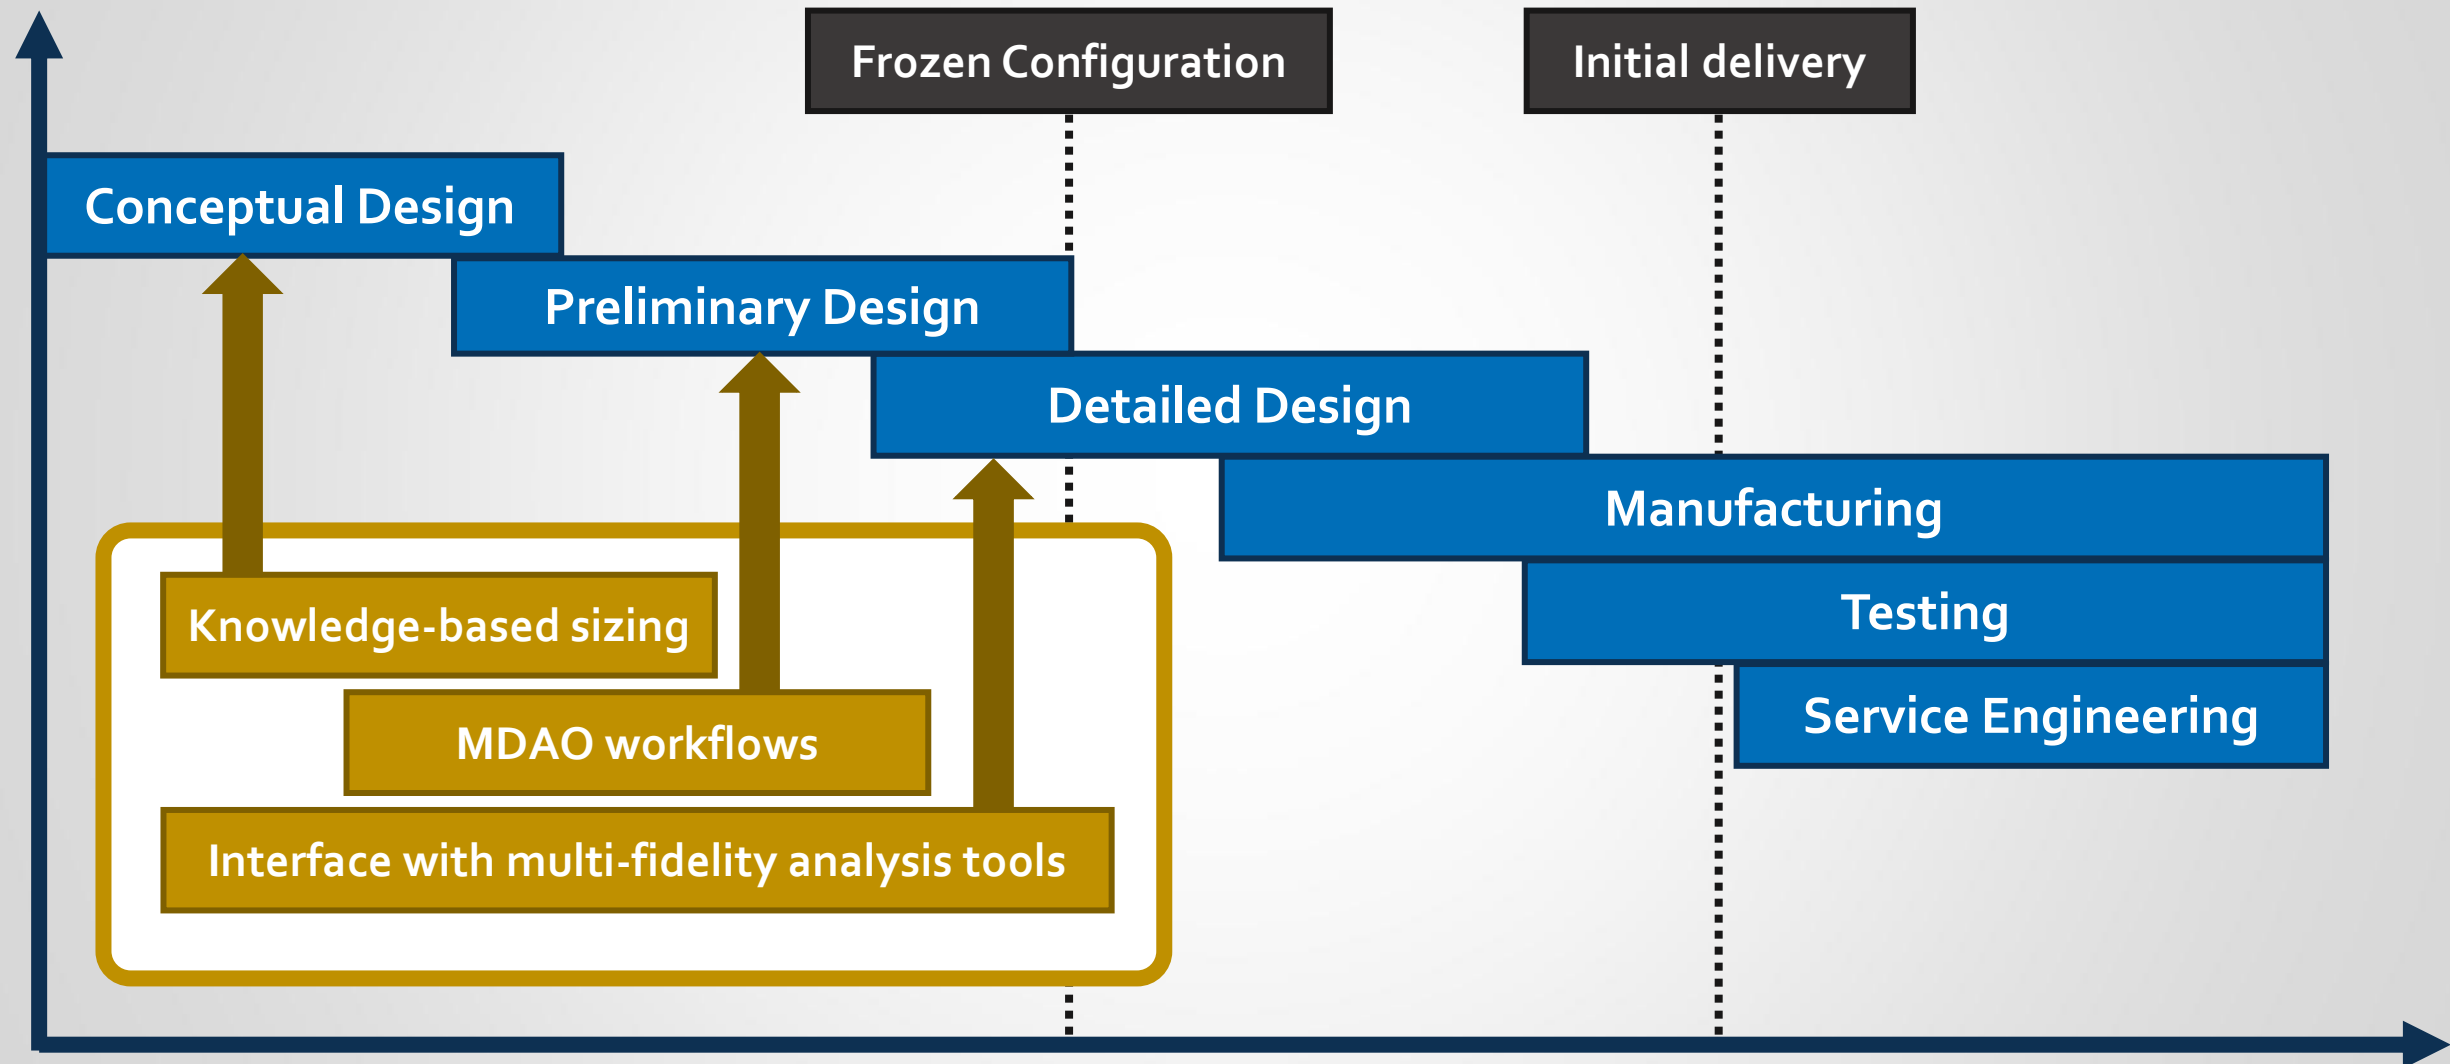 Frozen Configuration
Initial delivery
Conceptual Design
Preliminary Design
Detailed Design
Manufacturing
Testing
Service Engineering
Knowledge-based sizing
MDAO workflows
Interface with multi-fidelity analysis tools